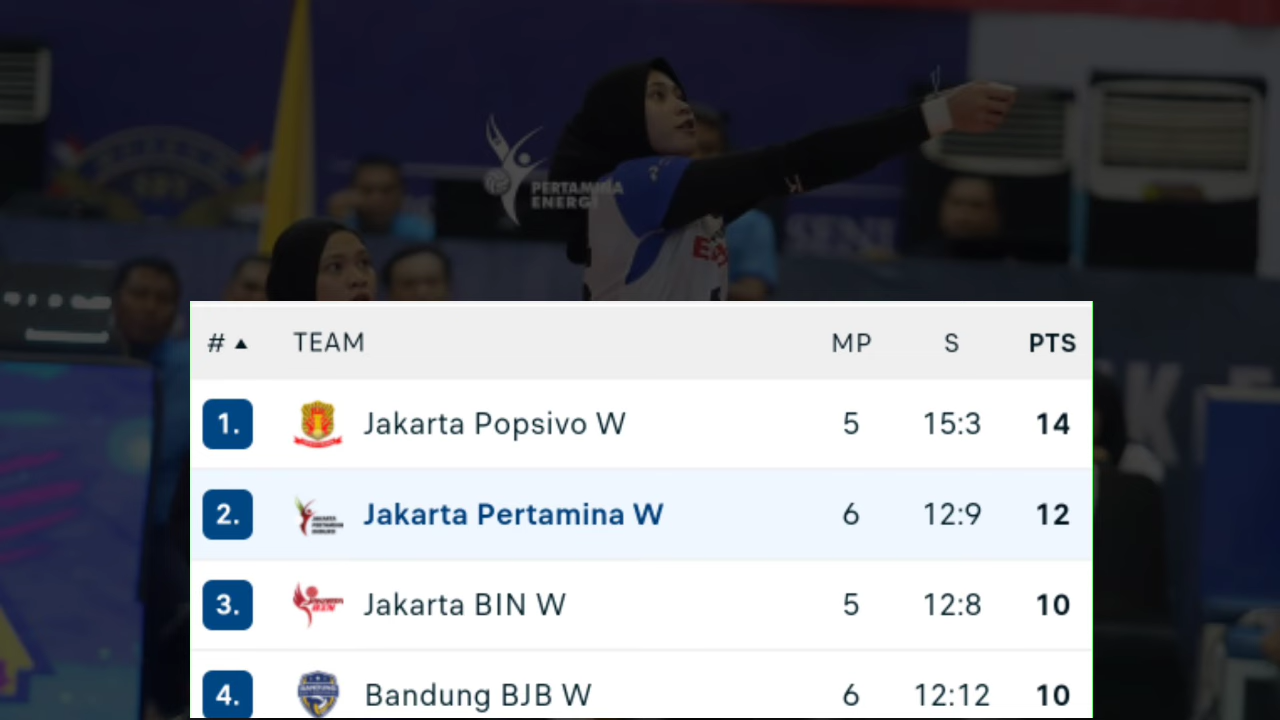 PERTAMINA
ENERGI
# ▲ TEAM MP S PTS
1. Jakarta Popsivo W 5 15:3 14
2. Jakarta Pertamina W 6 12:9 12
3. Jakarta BIN W 5 12:8 10
4. Bandung BJB W 6 12:12 10